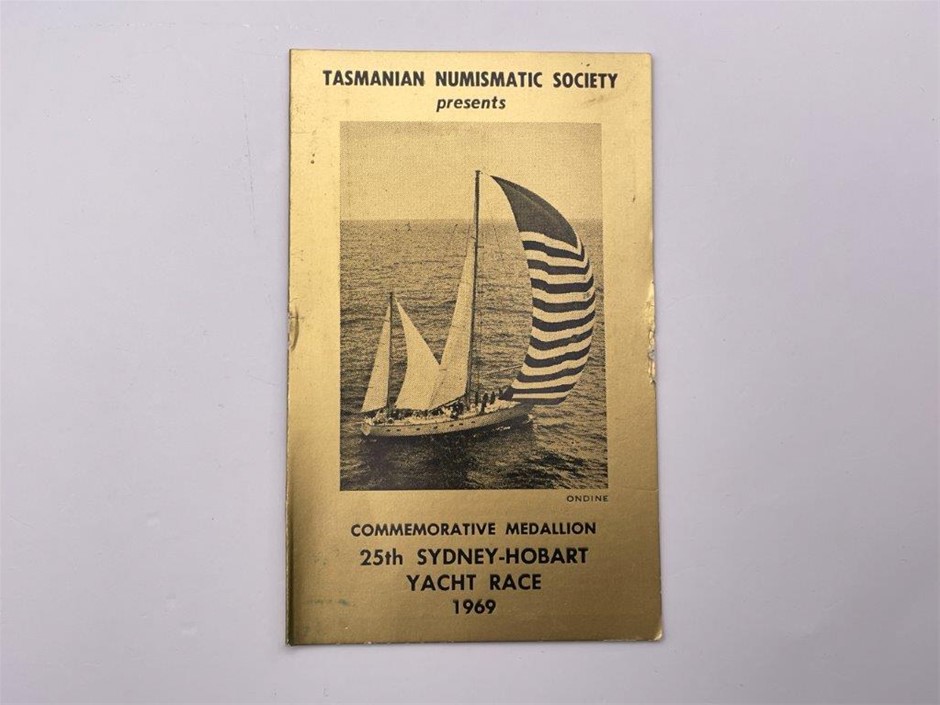 TASMANIAN NUMISMATIC SOCIETY
presents
ONDINE
COMMEMORATIVE MEDALLION
25th SYDNEY-HOBART
YACHT RACE
1969